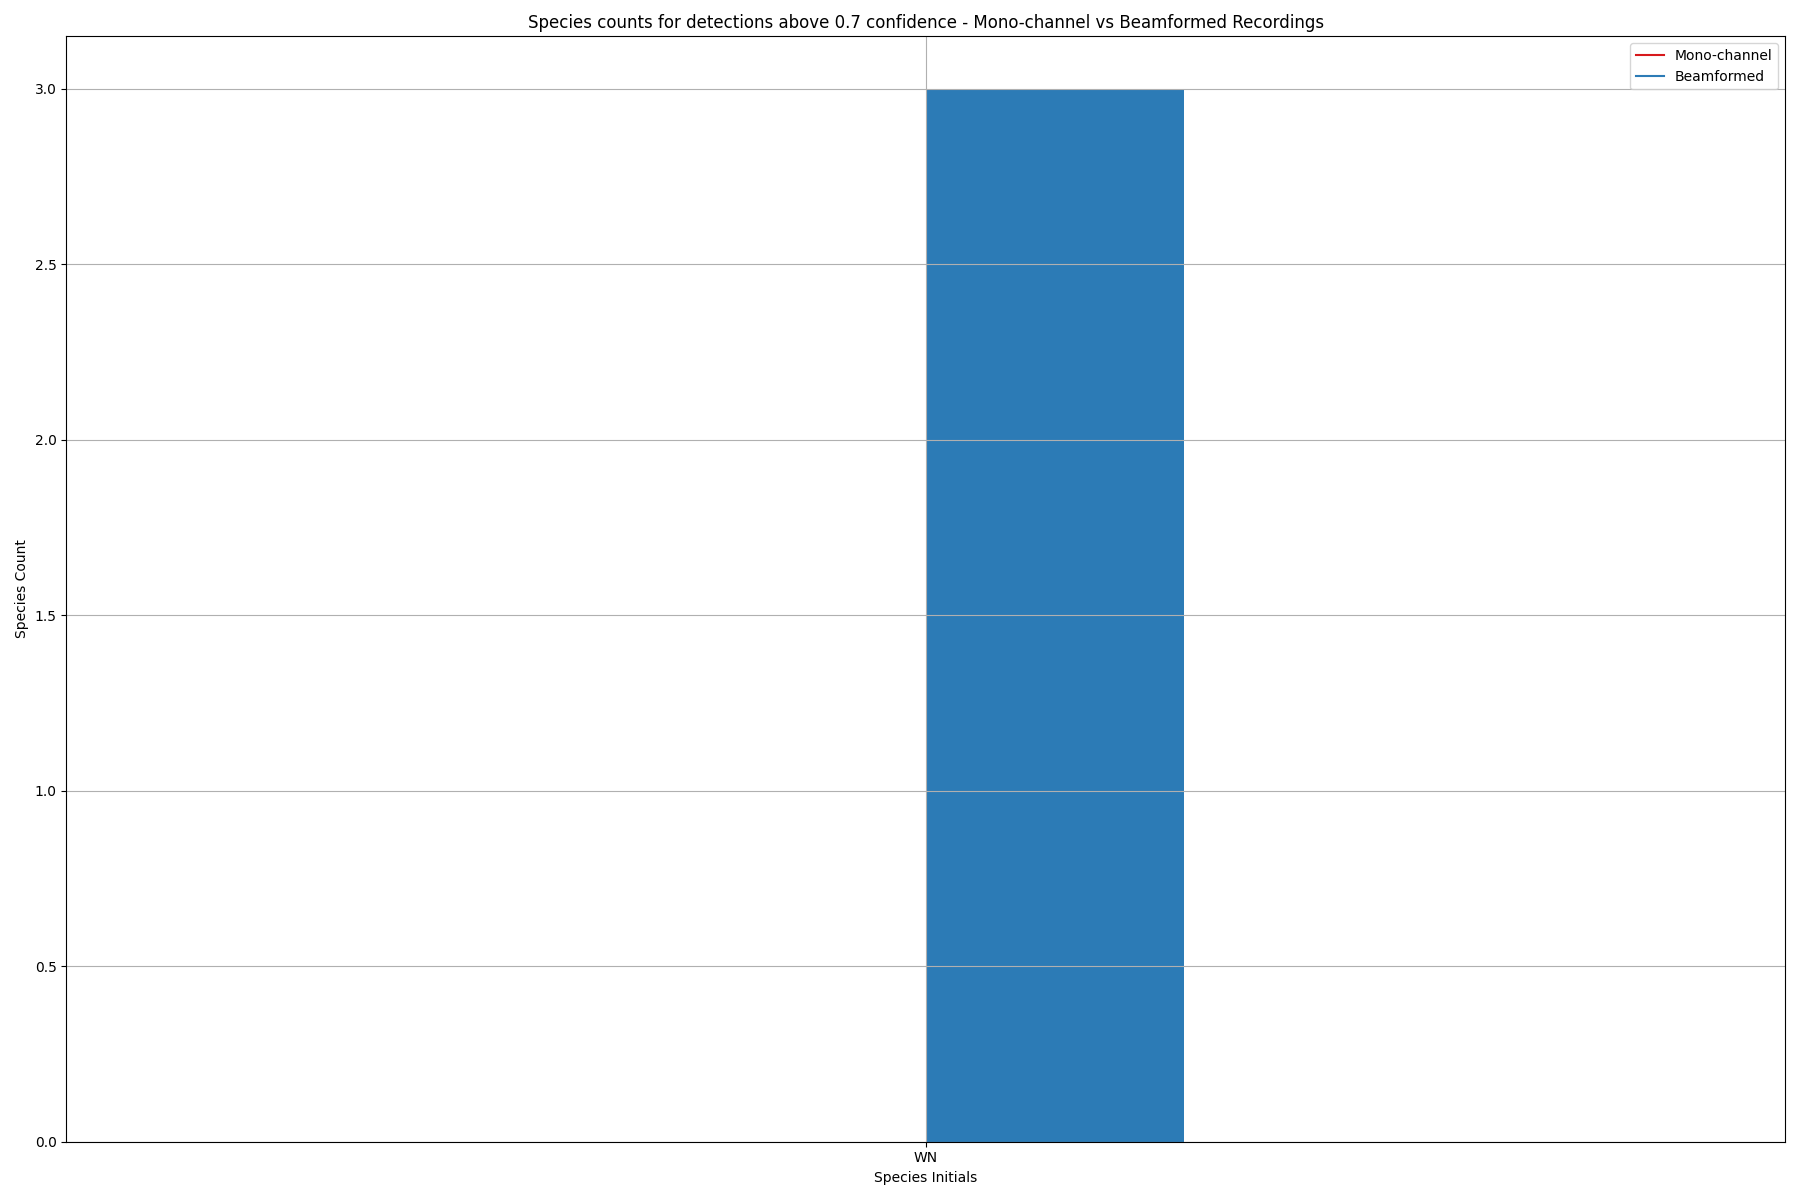 Species counts for detections above 0.7 confidence - Mono-channel vs Beamformed Recordings
Mono-channel
Beamformed
3.0
2.5
2.0
1.5
1.0
0.5
0.0
Species Count
WN
Species Initials